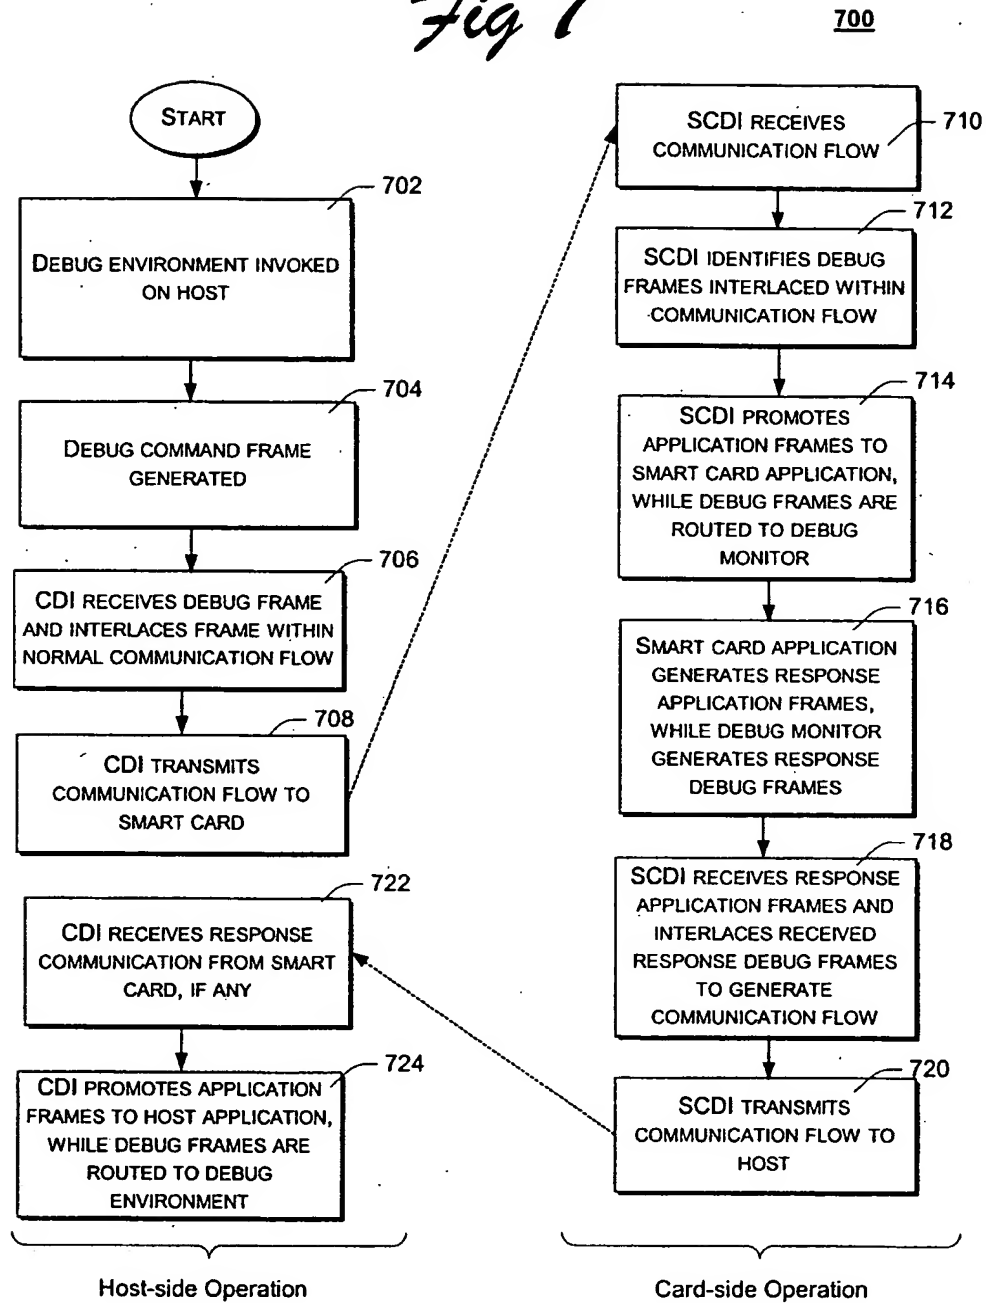 Fig 7
700
START
702
DEBUG ENVIRONMENT INVOKED
ON HOST
704
DEBUG COMMAND FRAME
GENERATED
706
CDI RECEIVES DEBUG FRAME
AND INTERLACES FRAME WITHIN
NORMAL COMMUNICATION FLOW
708
CDI TRANSMITS
COMMUNICATION FLOW TO
SMART CARD
722
CDI RECEIVES RESPONSE
COMMUNICATION FROM SMART
CARD, IF ANY
724
CDI PROMOTES APPLICATION
FRAMES TO HOST APPLICATION,
WHILE DEBUG FRAMES ARE
ROUTED TO DEBUG
ENVIRONMENT
Host-side Operation
710
SCDI RECEIVES
COMMUNICATION FLOW
712
SCDI IDENTIFIES DEBUG
FRAMES INTERLACED WITHIN
COMMUNICATION FLOW
714
SCDI PROMOTES
APPLICATION FRAMES TO
SMART CARD APPLICATION,
WHILE DEBUG FRAMES ARE
ROUTED TO DEBUG
MONITOR
716
SMART CARD APPLICATION
GENERATES RESPONSE
APPLICATION FRAMES,
WHILE DEBUG MONITOR
GENERATES RESPONSE
DEBUG FRAMES
718
SCDI RECEIVES RESPONSE
APPLICATION FRAMES AND
INTERLACES RECEIVED
RESPONSE DEBUG FRAMES
TO GENERATE
COMMUNICATION FLOW
720
SCDI TRANSMITS
COMMUNICATION FLOW TO
HOST
Card-side Operation